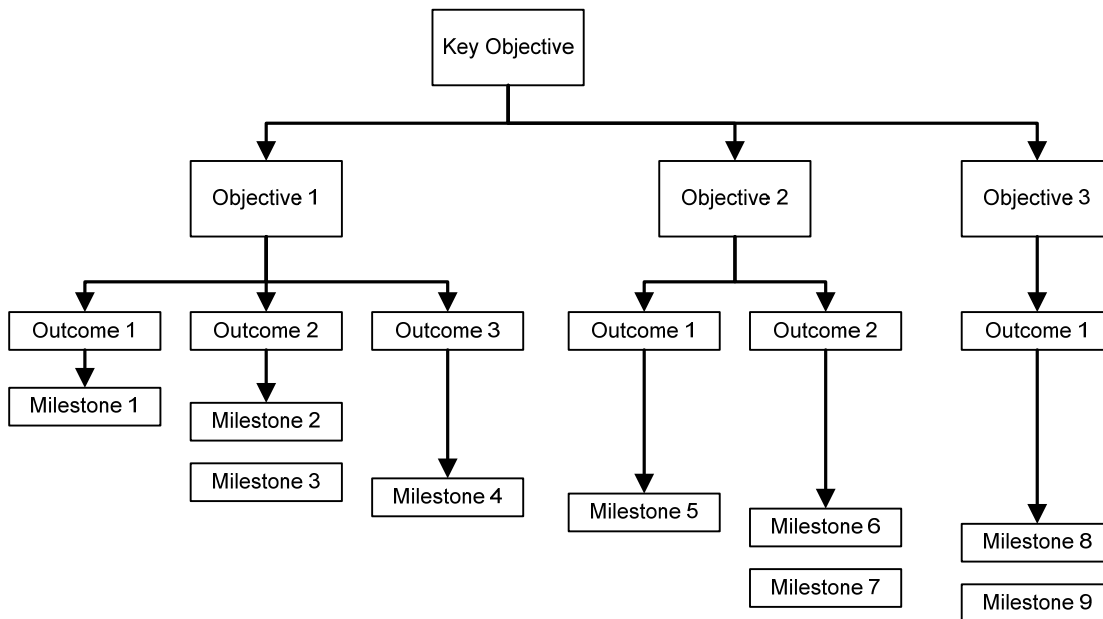 Key Objective
Objective 1
Objective 2
Objective 3
Outcome 1
Outcome 2
Outcome 3
Outcome 1
Outcome 2
Outcome 1
Milestone 1
Milestone 2
Milestone 3
Milestone 4
Milestone 5
Milestone 6
Milestone 7
Milestone 8
Milestone 9